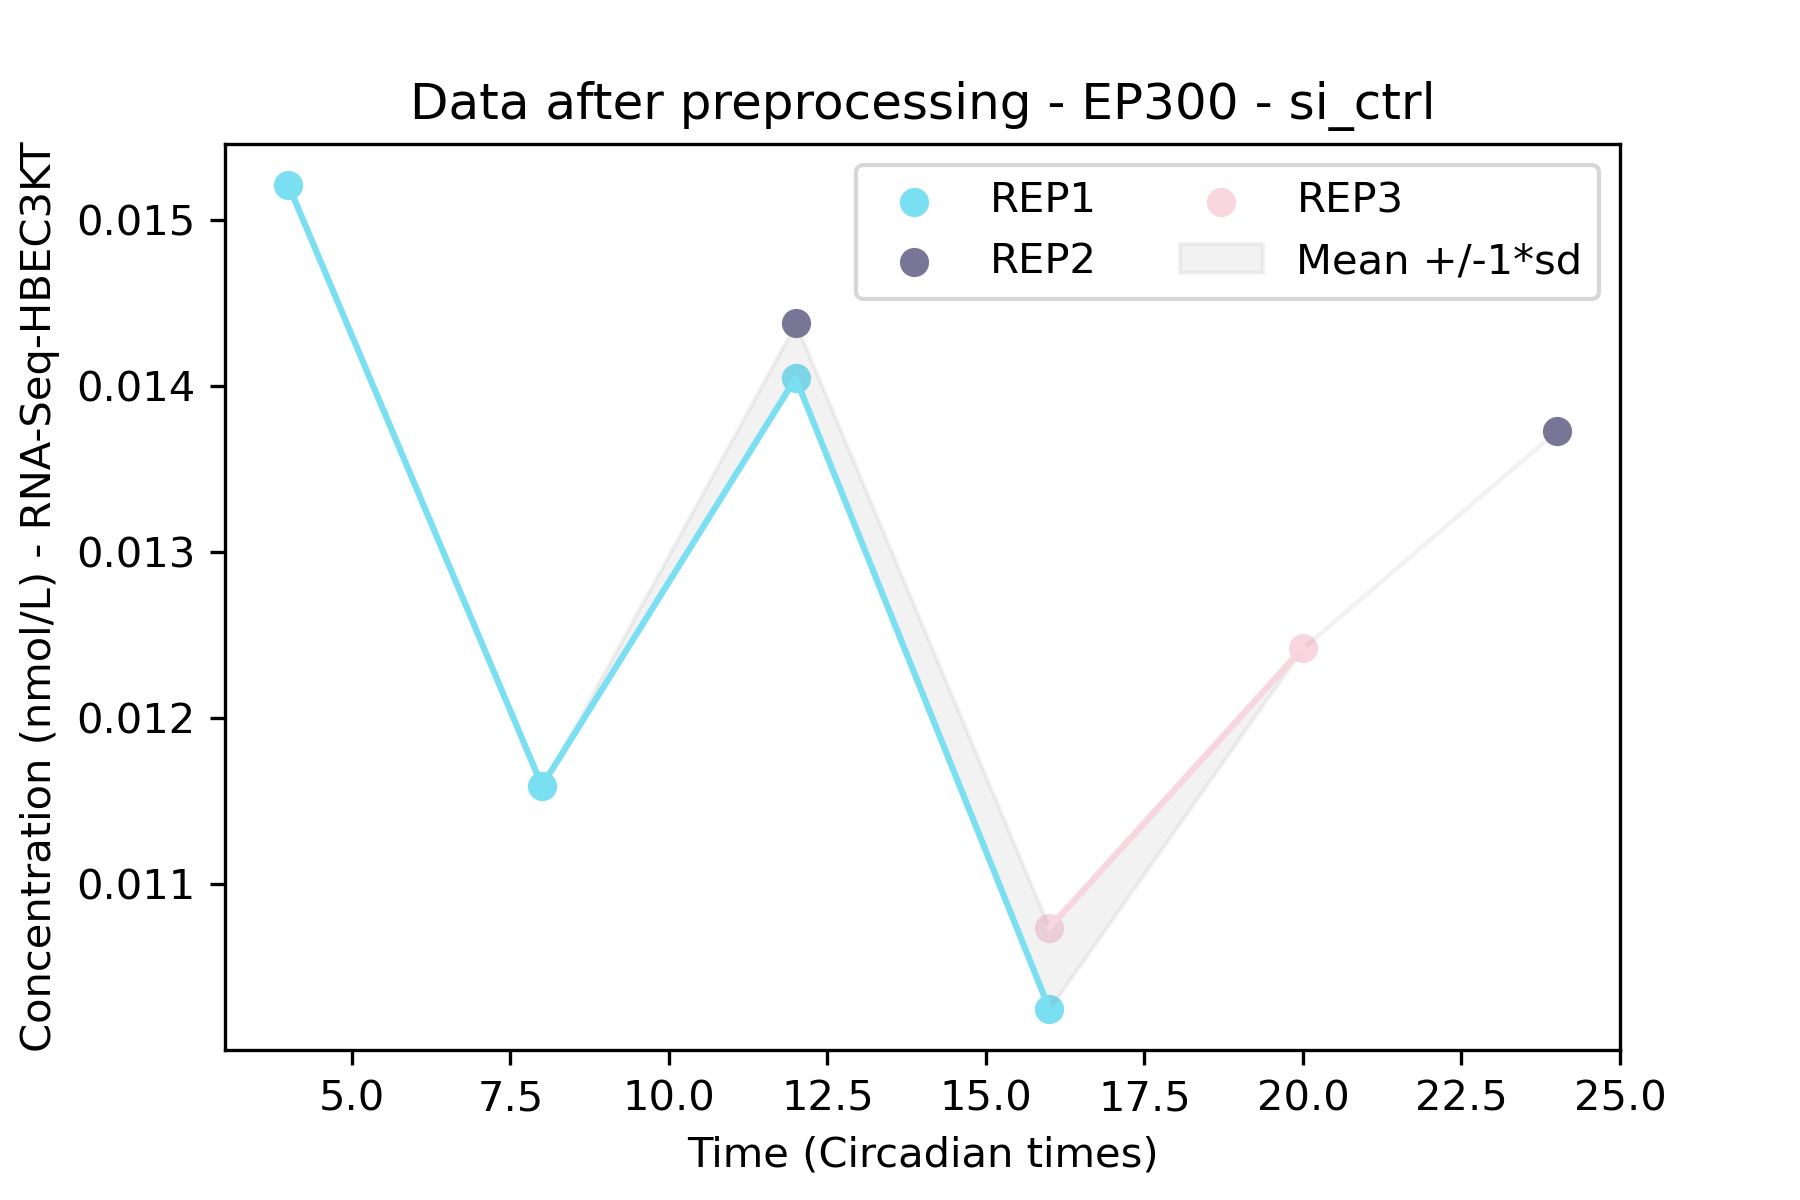 Data after preprocessing - EP300 - si_ctrl
Concentration (nmol/L) - RNA-Seq-HBEC3KT
REP1
REP2
REP3
Mean +/-1*sd
0.015
0.014
0.013
0.012
0.011
5.0
7.5
10.0
12.5
15.0
17.5
20.0
22.5
25.0
Time (Circadian times)